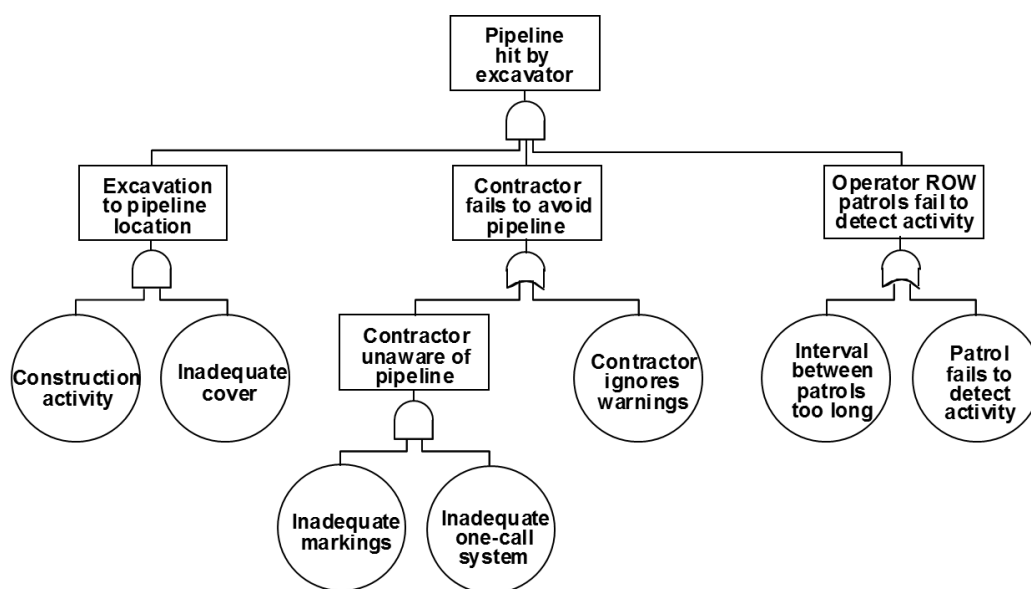 Pipeline
hit by
excavator
Excavation
to pipeline
location
Contractor
fails to avoid
pipeline
Operator ROW
patrols fail to
detect activity
Construction
activity
Inadequate
cover
Contractor
unaware of
pipeline
Contractor
ignores
warnings
Interval
between
patrols
too long
Patrol
fails to
detect
activity
Inadequate
markings
Inadequate
one-call
system